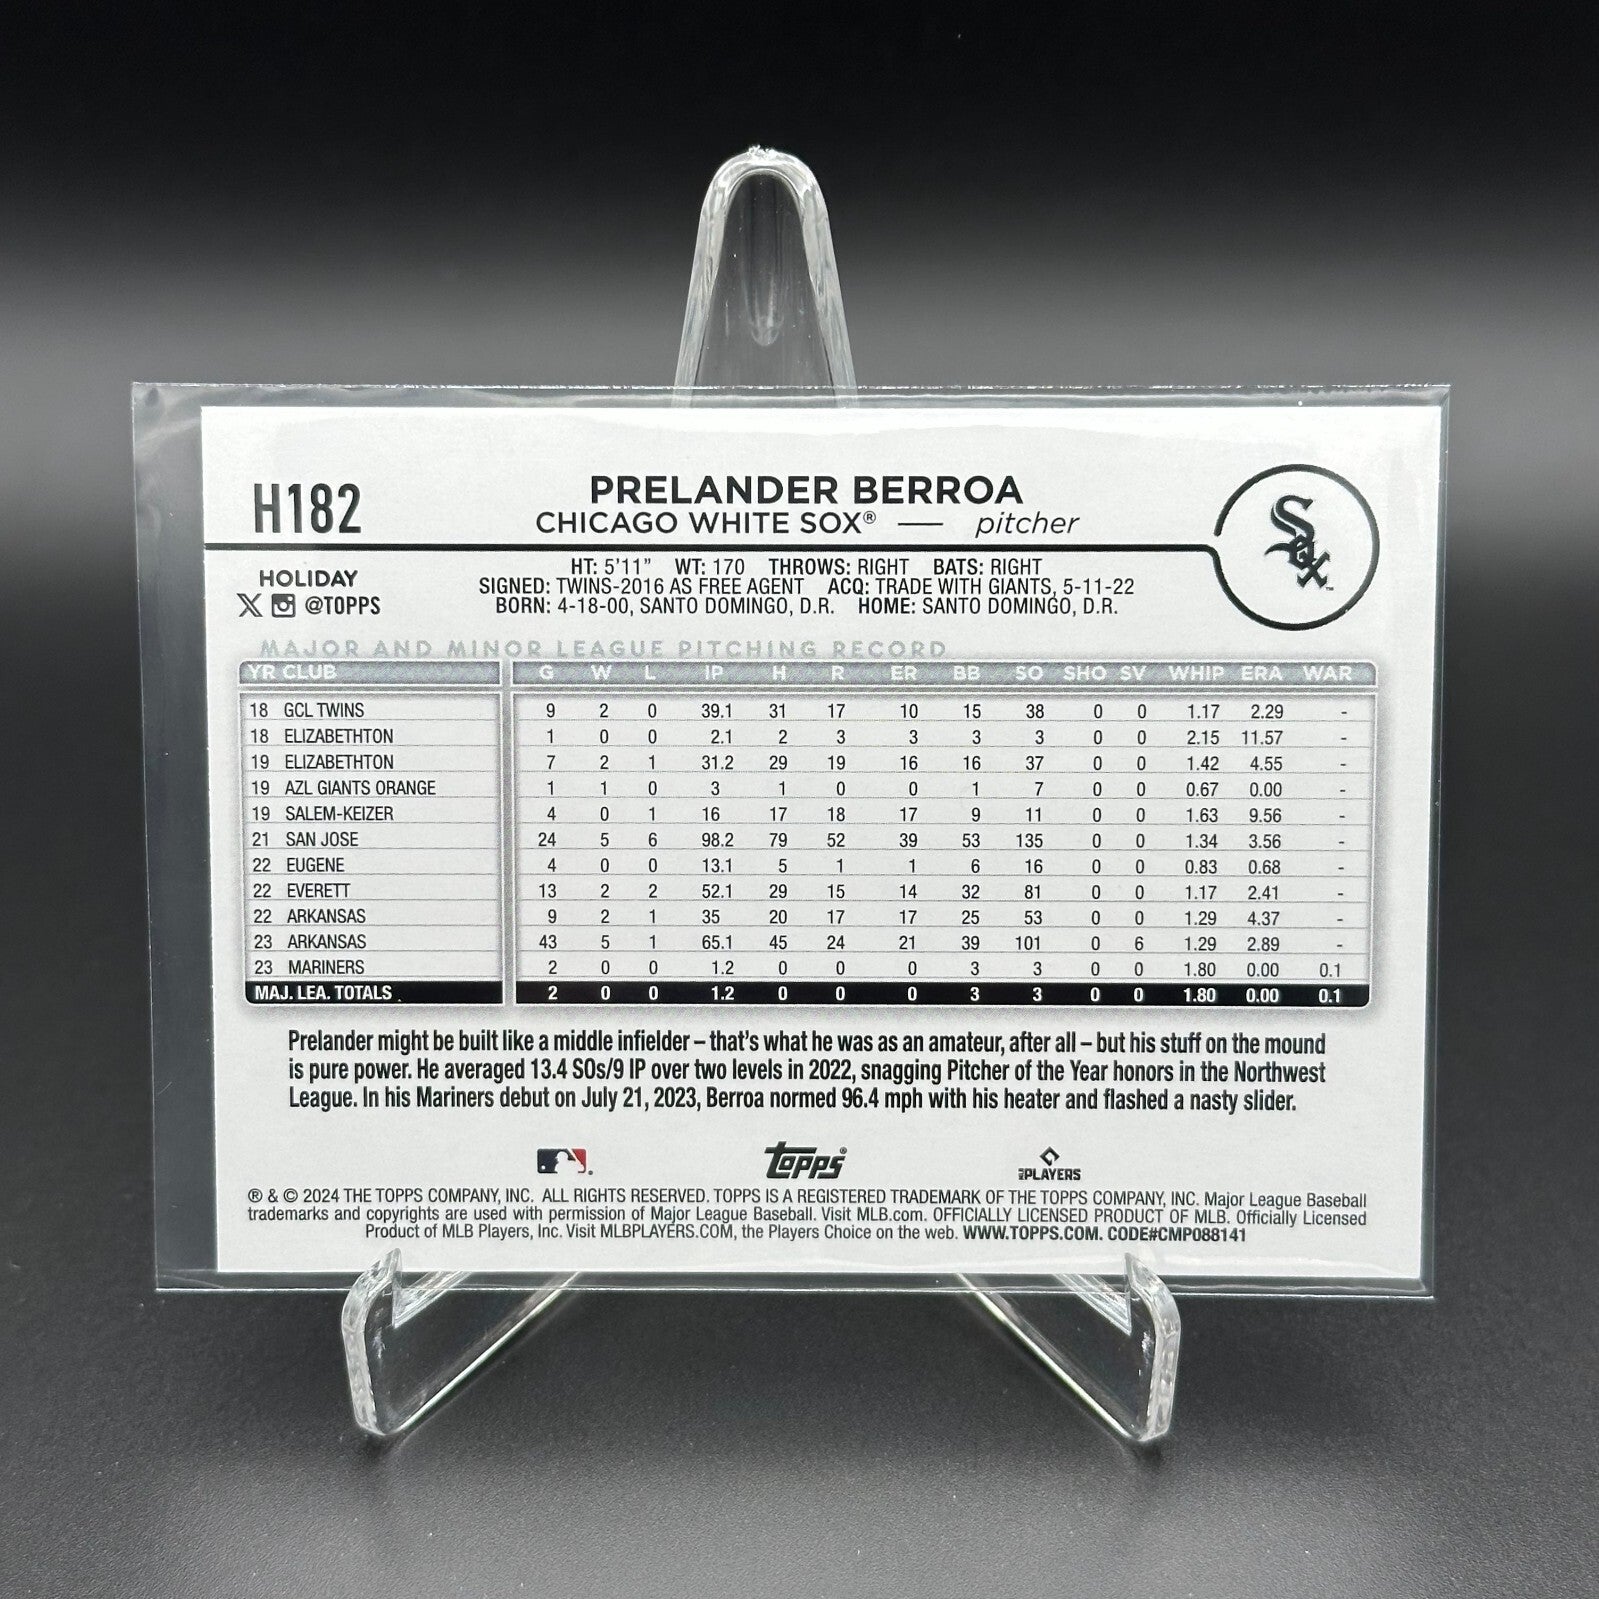 H182
PRELANDER BERROA
CHICAGO WHITE SOX® — pitcher
Sox
HOLIDAY
X @TOPPS
HT: 5'11" WT: 170 THROWS: RIGHT BATS: RIGHT
SIGNED: TWINS-2016 AS FREE AGENT ACQ: TRADE WITH GIANTS, 5-11-22
BORN: 4-18-00, SANTO DOMINGO, D.R. HOME: SANTO DOMINGO, D.R.
MAJOR AND MINOR LEAGUE PITCHING RECORD
YR CLUB G W L IP H R ER BB SO SHO SV WHIP ERA WAR
18 GCL TWINS 9 2 0 39.1 31 17 10 15 38 0 0 1.17 2.29 -
18 ELIZABETHTON 1 0 0 2.1 2 3 3 3 3 0 0 2.15 11.57 -
19 ELIZABETHTON 7 2 1 31.2 29 19 16 16 37 0 0 1.42 4.55 -
19 AZL GIANTS ORANGE 1 1 0 3 1 0 0 1 7 0 0 0.67 0.00 -
19 SALEM-KEIZER 4 0 1 16 17 18 17 9 11 0 0 1.63 9.56 -
21 SAN JOSE 24 5 6 98.2 79 52 39 53 135 0 0 1.34 3.56 -
22 EUGENE 4 0 0 13.1 5 1 1 6 16 0 0 0.83 0.68 -
22 EVERETT 13 2 2 52.1 29 15 14 32 81 0 0 1.17 2.41 -
22 ARKANSAS 9 2 1 35 20 17 17 25 53 0 0 1.29 4.37 -
23 ARKANSAS 43 5 1 65.1 45 24 21 39 101 0 6 1.29 2.89 -
23 MARINERS 2 0 0 1.2 0 0 0 3 3 0 0 1.80 0.00 0.1
MAJ. LEA. TOTALS 2 0 0 1.2 0 0 0 3 3 0 0 1.80 0.00 0.1
Prelander might be built like a middle infielder – that's what he was as an amateur, after all – but his stuff on the mound
is pure power. He averaged 13.4 SOs/9 IP over two levels in 2022, snagging Pitcher of the Year honors in the Northwest
League. In his Mariners debut on July 21, 2023, Berroa normed 96.4 mph with his heater and flashed a nasty slider.
topps®
MLBPLAYERS
® & © 2024 THE TOPPS COMPANY, INC. ALL RIGHTS RESERVED. TOPPS IS A REGISTERED TRADEMARK OF THE TOPPS COMPANY, INC. Major League Baseball
trademarks and copyrights are used with permission of Major League Baseball. Visit MLB.com. OFFICIALLY LICENSED PRODUCT OF MLB. Officially Licensed
Product of MLB Players, Inc. Visit MLBPLAYERS.COM, the Players Choice on the web. WWW.TOPPS.COM. CODE#CMP088141